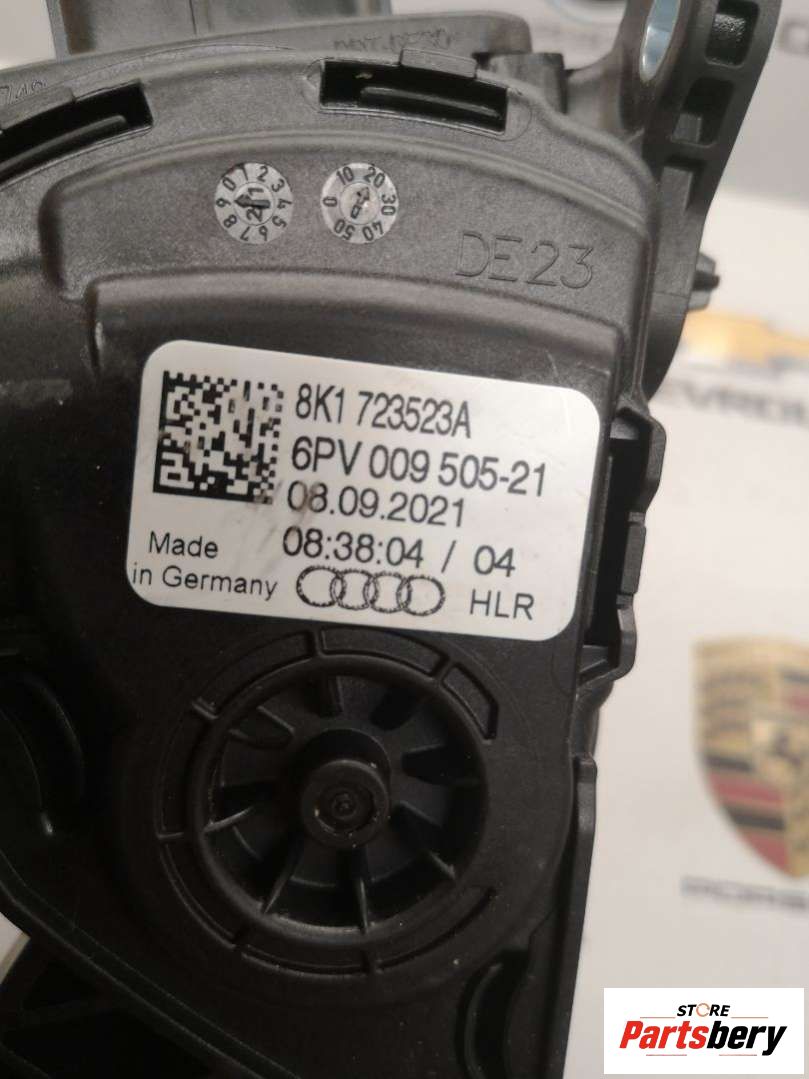 DE23
8K1 723523A
6PV 009 505-21
08.09.2021
Made 08:38:04 / 04
in Germany HLR
STORE
Partsbery